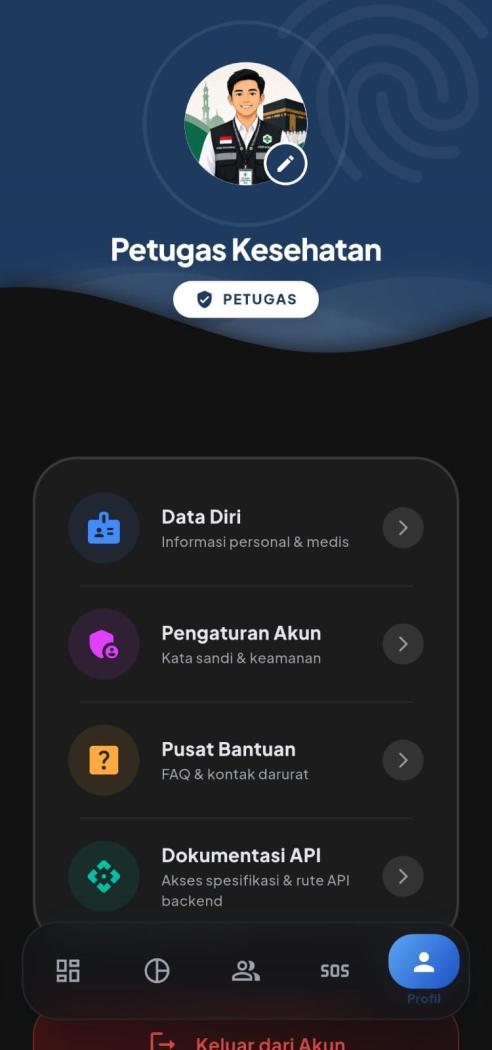 Petugas Kesehatan
PETUGAS
Data Diri
Informasi personal & medis
Pengaturan Akun
Kata sandi & keamanan
Pusat Bantuan
FAQ & kontak darurat
Dokumentasi API
Akses spesifikasi & rute API
backend
SOS
Profil
Keluar dari Akun